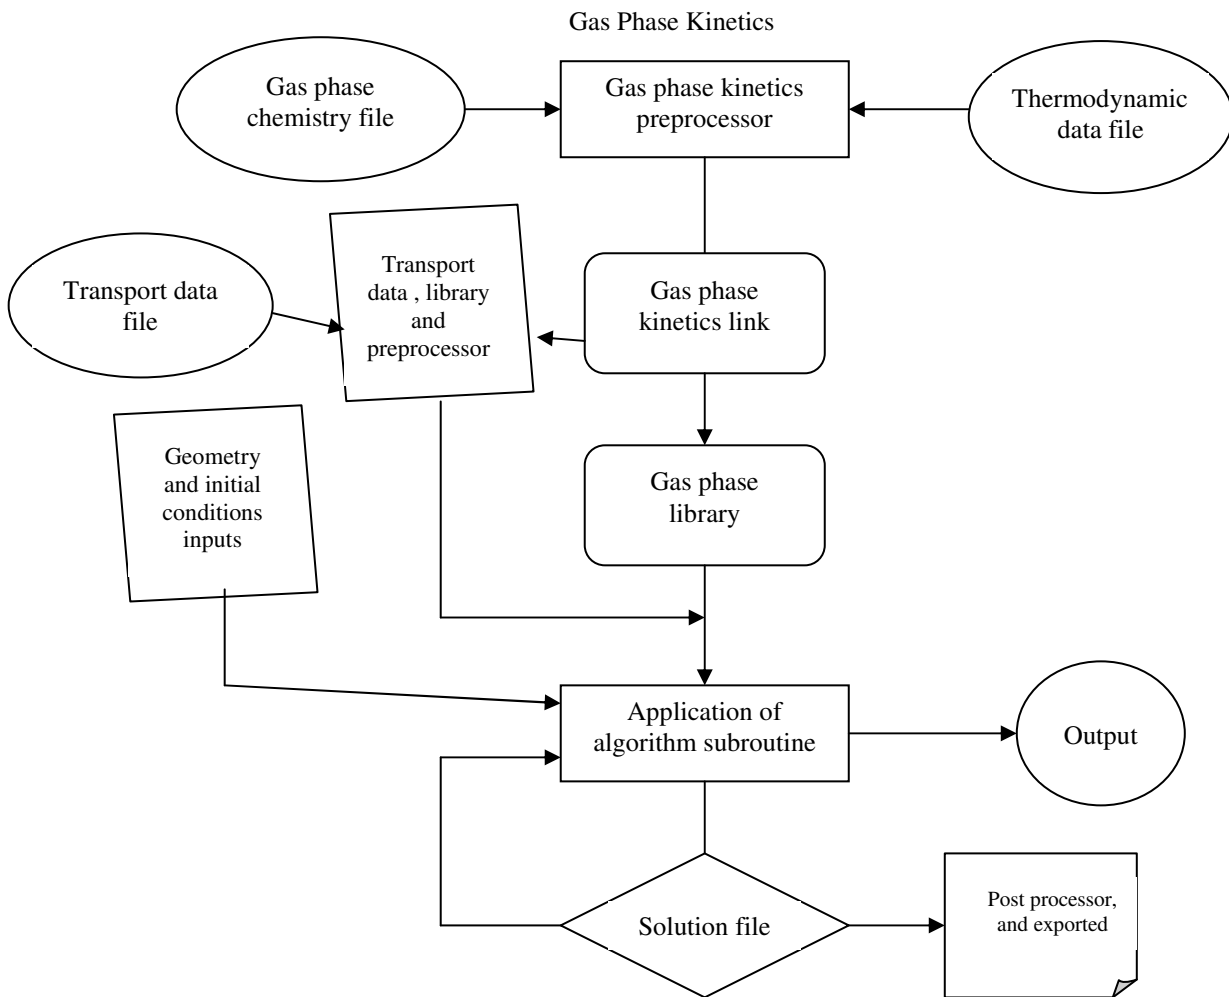 Gas Phase Kinetics
Gas phase
chemistry file
Gas phase kinetics
preprocessor
Thermodynamic
data file
Transport data
file
Transport
data , library
and
preprocessor
Gas phase
kinetics link
Geometry
and initial
conditions
inputs
Gas phase
library
Application of
algorithm subroutine
Output
Solution file
Post processor,
and exported